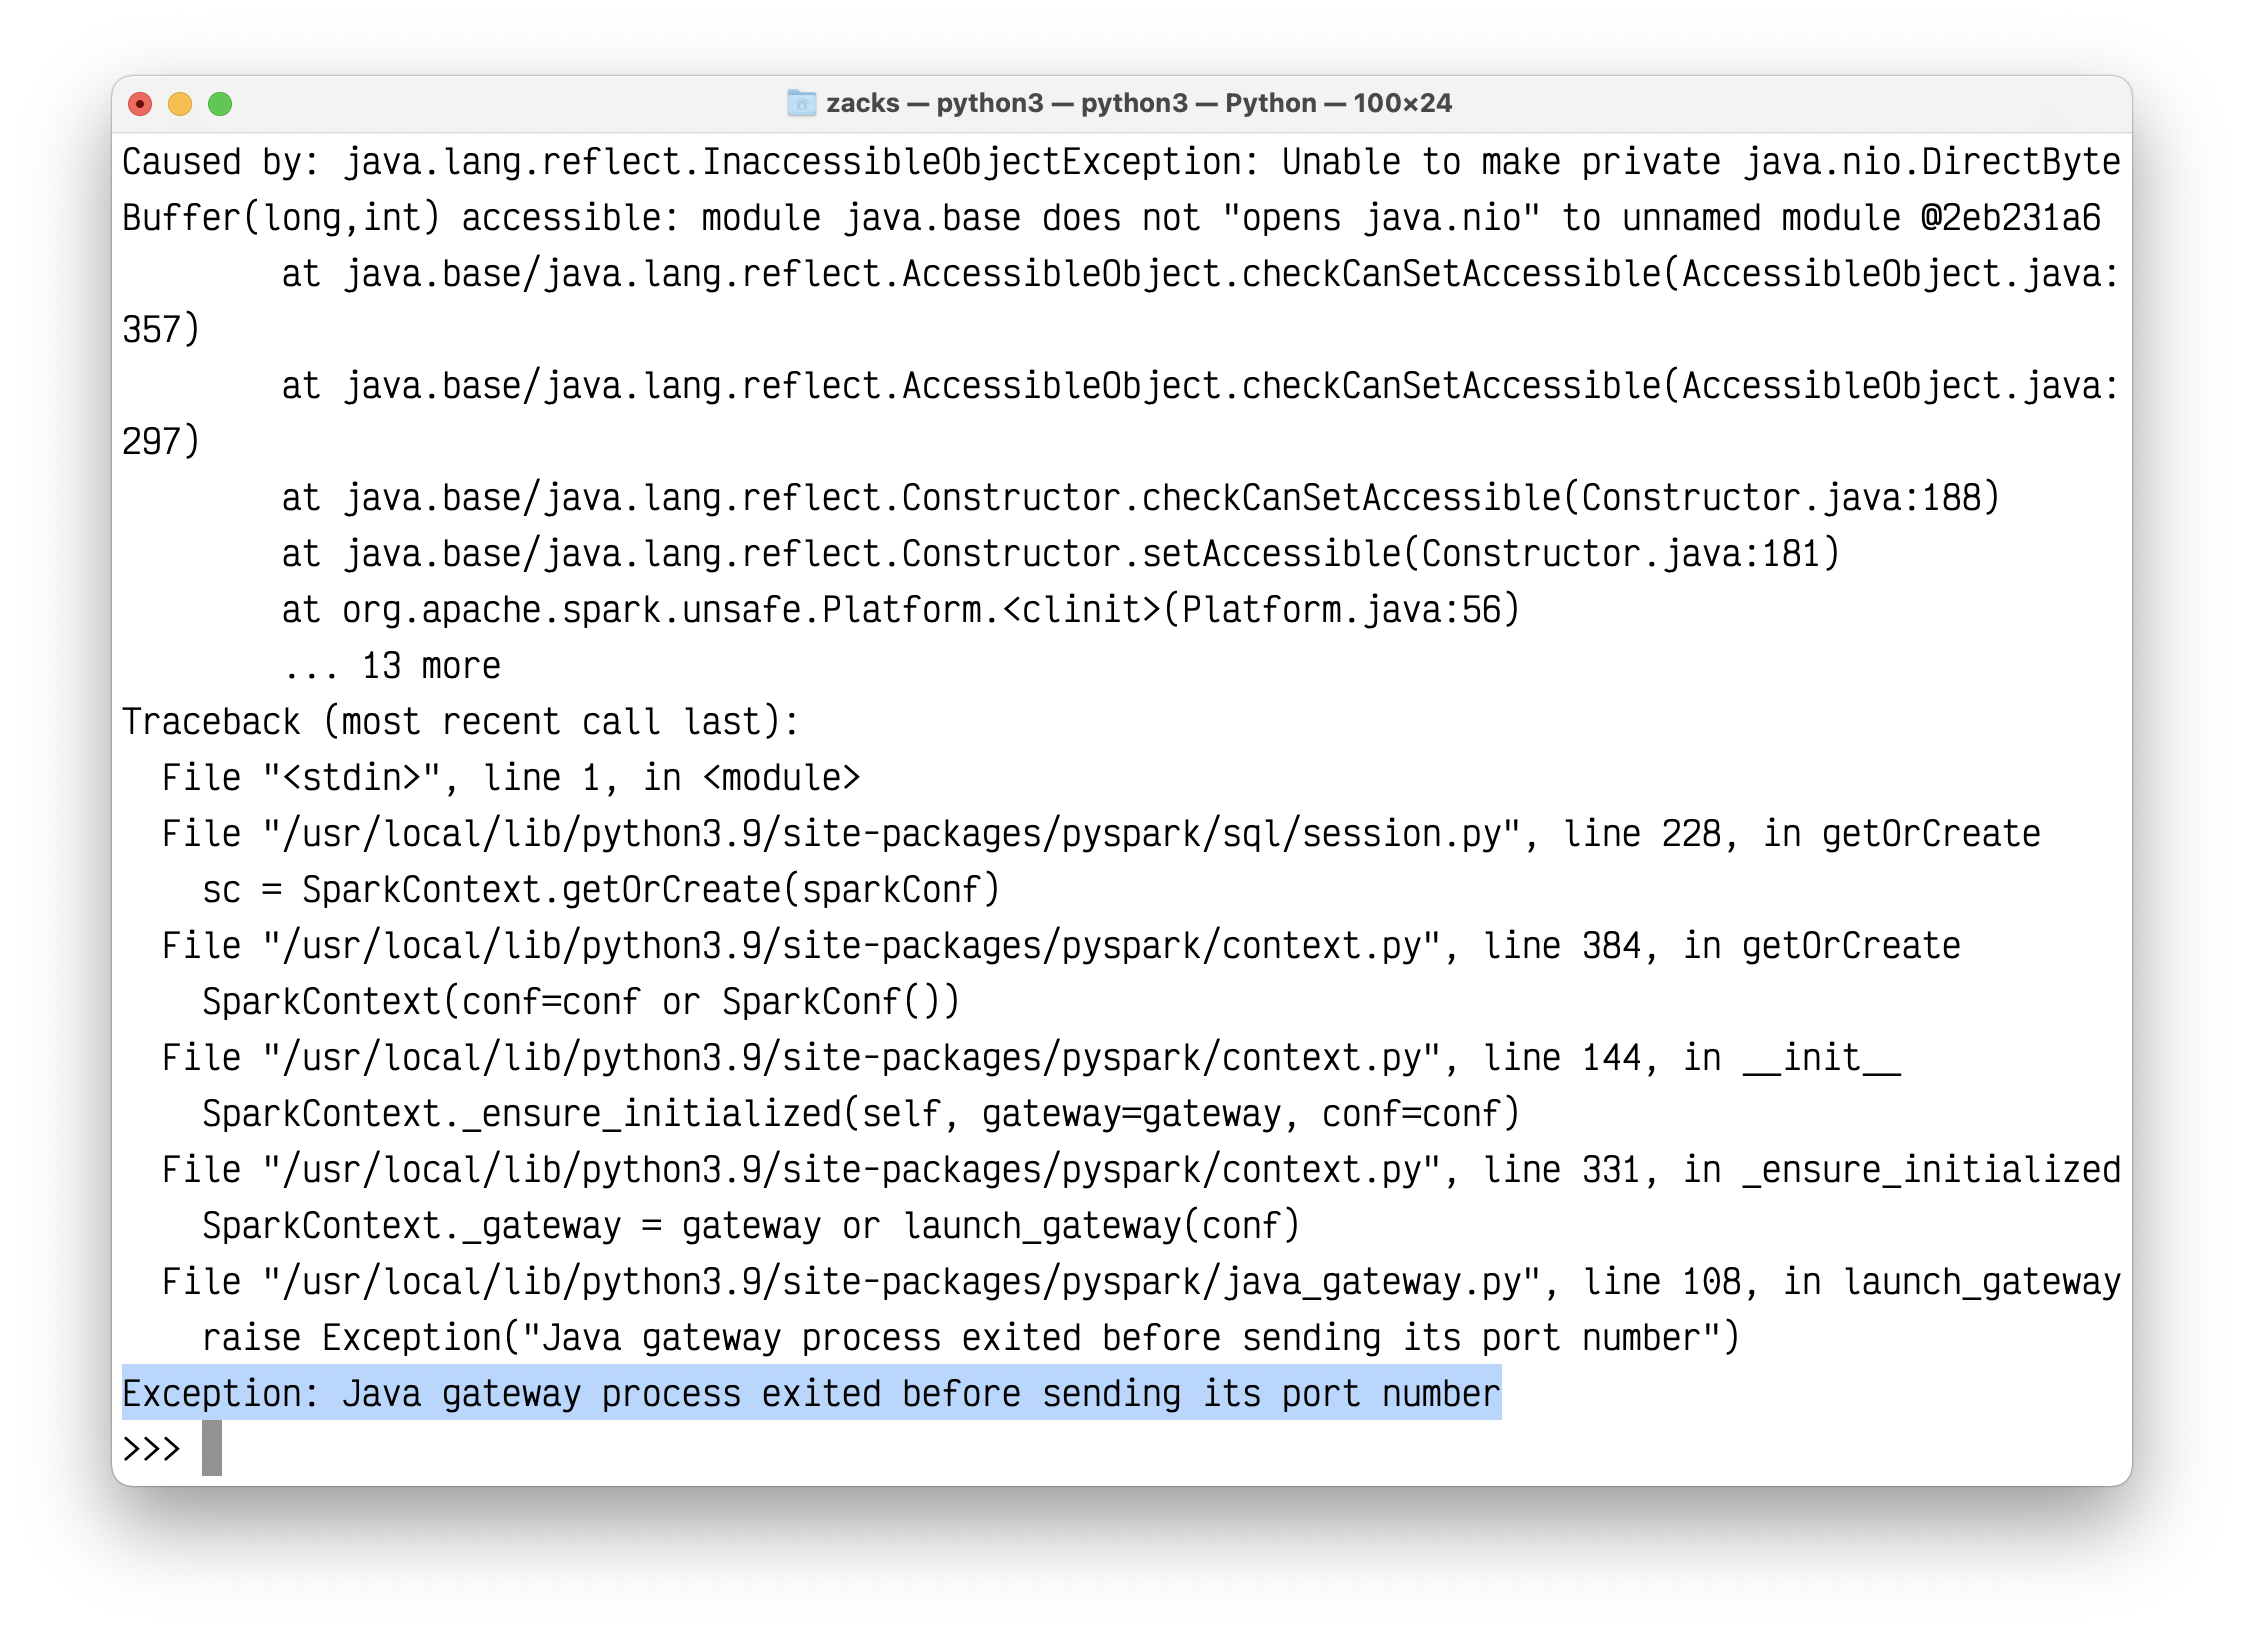 zacks — python3 — python3 — Python — 100×24
Caused by: java.lang.reflect.InaccessibleObjectException: Unable to make private java.nio.DirectByte
Buffer(long,int) accessible: module java.base does not "opens java.nio" to unnamed module @2eb231a6
        at java.base/java.lang.reflect.AccessibleObject.checkCanSetAccessible(AccessibleObject.java:
357)
        at java.base/java.lang.reflect.AccessibleObject.checkCanSetAccessible(AccessibleObject.java:
297)
        at java.base/java.lang.reflect.Constructor.checkCanSetAccessible(Constructor.java:188)
        at java.base/java.lang.reflect.Constructor.setAccessible(Constructor.java:181)
        at org.apache.spark.unsafe.Platform.<clinit>(Platform.java:56)
        ... 13 more
Traceback (most recent call last):
  File "<stdin>", line 1, in <module>
  File "/usr/local/lib/python3.9/site-packages/pyspark/sql/session.py", line 228, in getOrCreate
    sc = SparkContext.getOrCreate(sparkConf)
  File "/usr/local/lib/python3.9/site-packages/pyspark/context.py", line 384, in getOrCreate
    SparkContext(conf=conf or SparkConf())
  File "/usr/local/lib/python3.9/site-packages/pyspark/context.py", line 144, in __init__
    SparkContext._ensure_initialized(self, gateway=gateway, conf=conf)
  File "/usr/local/lib/python3.9/site-packages/pyspark/context.py", line 331, in _ensure_initialized
    SparkContext._gateway = gateway or launch_gateway(conf)
  File "/usr/local/lib/python3.9/site-packages/pyspark/java_gateway.py", line 108, in launch_gateway
    raise Exception("Java gateway process exited before sending its port number")
Exception: Java gateway process exited before sending its port number
>>>